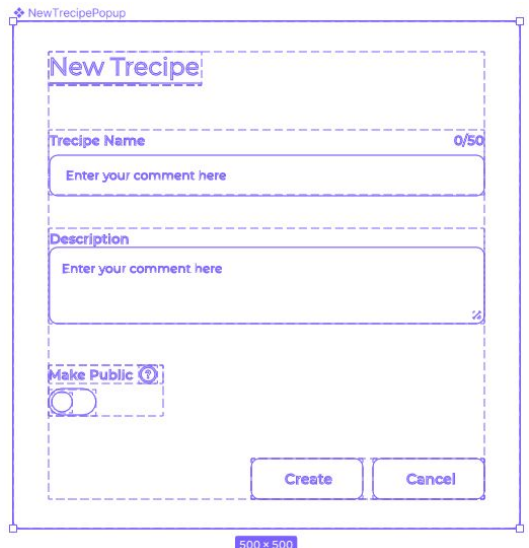 NewTrecipePopup
New Trecipe
Trecipe Name 0/50
Enter your comment here
Description
Enter your comment here
Make Public ?
Create Cancel
500 × 500